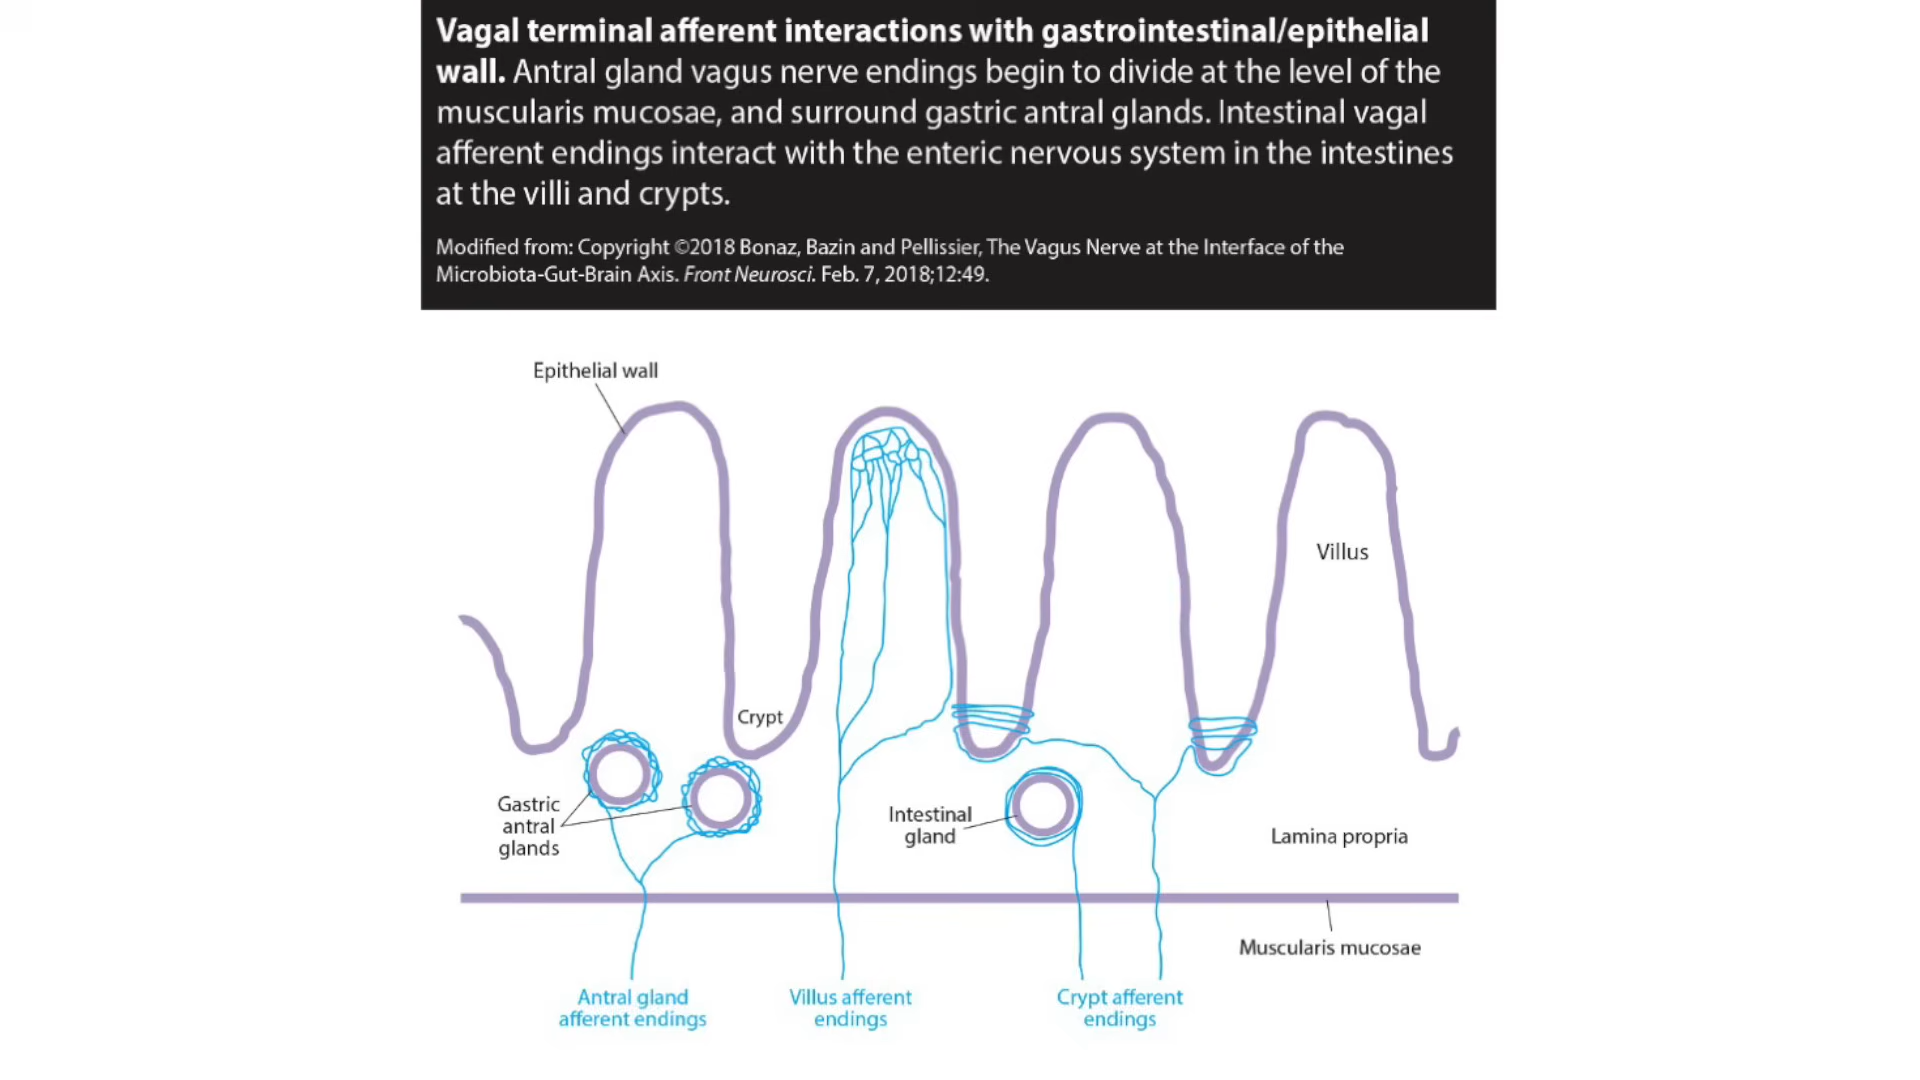 Vagal terminal afferent interactions with gastrointestinal/epithelial
wall. Antral gland vagus nerve endings begin to divide at the level of the
muscularis mucosae, and surround gastric antral glands. Intestinal vagal
afferent endings interact with the enteric nervous system in the intestines
at the villi and crypts.
Modified from: Copyright ©2018 Bonaz, Bazin and Pellissier, The Vagus Nerve at the Interface of the
Microbiota-Gut-Brain Axis. Front Neurosci. Feb. 7, 2018;12:49.
Epithelial wall
Villus
Crypt
Gastric
antral
glands
Intestinal
gland
Lamina propria
Muscularis mucosae
Antral gland
afferent endings
Villus afferent
endings
Crypt afferent
endings